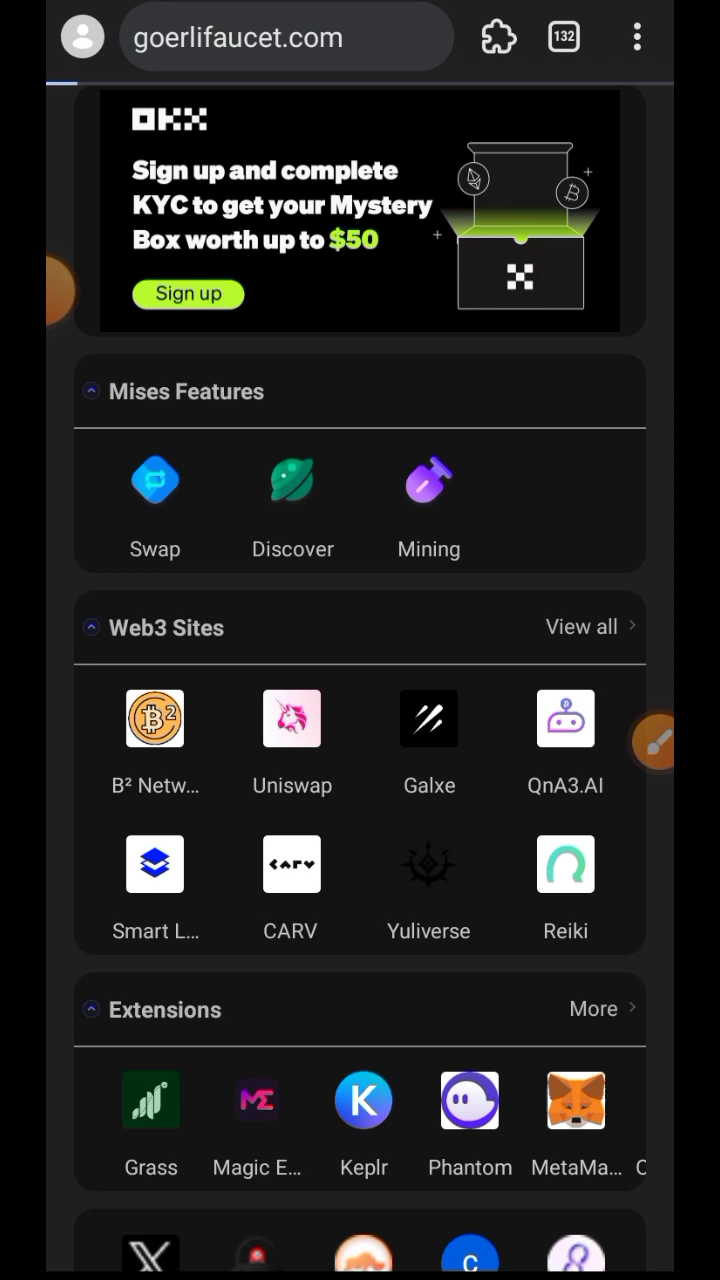 goerlifaucet.com
132
OKX
Sign up and complete
KYC to get your Mystery
Box worth up to $50
Sign up
Mises Features
Swap
Discover
Mining
Web3 Sites
View all
B² Netw...
Uniswap
Galxe
QnA3.AI
CARV
Smart L...
CARV
Yuliverse
Reiki
Extensions
More
ME
K
Grass
Magic E...
Keplr
Phantom
MetaMa...
C
X
C